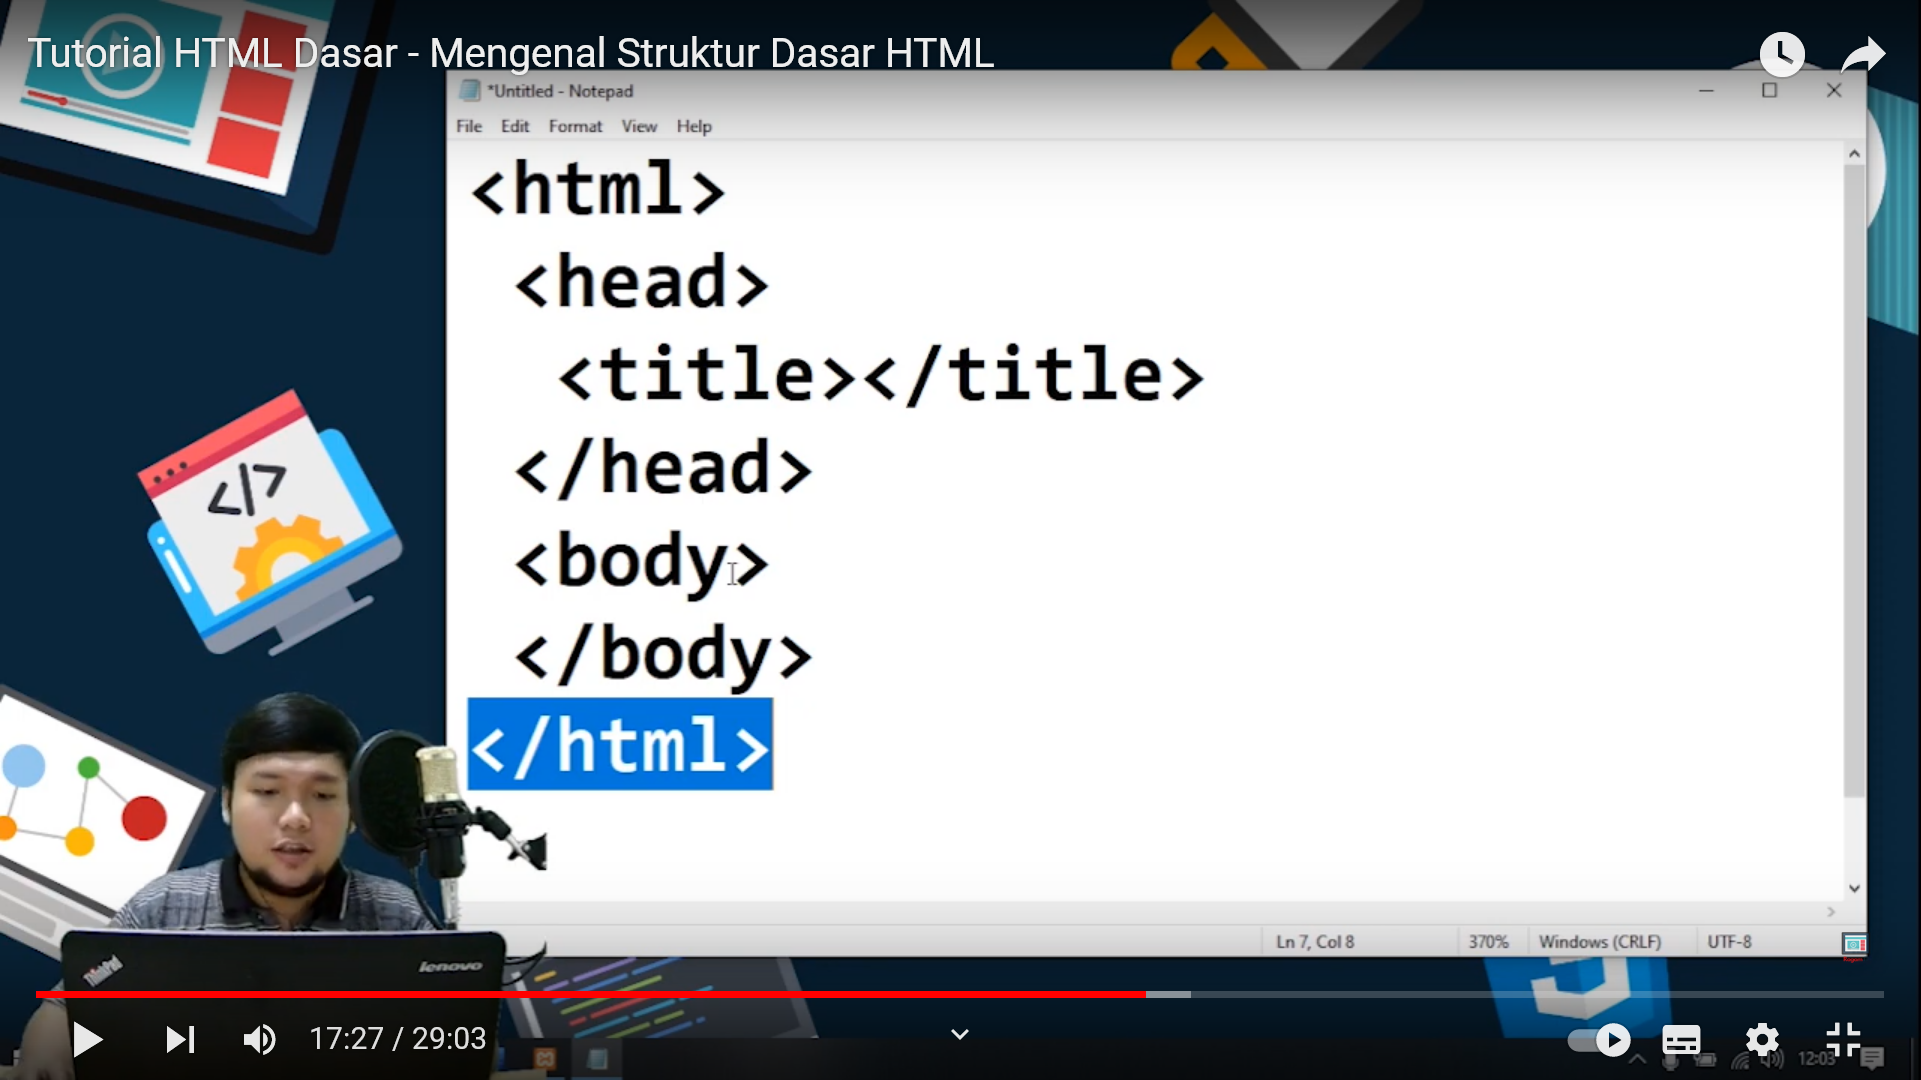 Tutorial HTML Dasar - Mengenal Struktur Dasar HTML
*Untitled - Notepad
File Edit Format View Help
<html>
<head>
<title></title>
</head>
<body>
</body>
</html>
</>
ThinkPad
lenovo
Ln 7, Col 8 370% Windows (CRLF) UTF-8
17:27 / 29:03
12:03